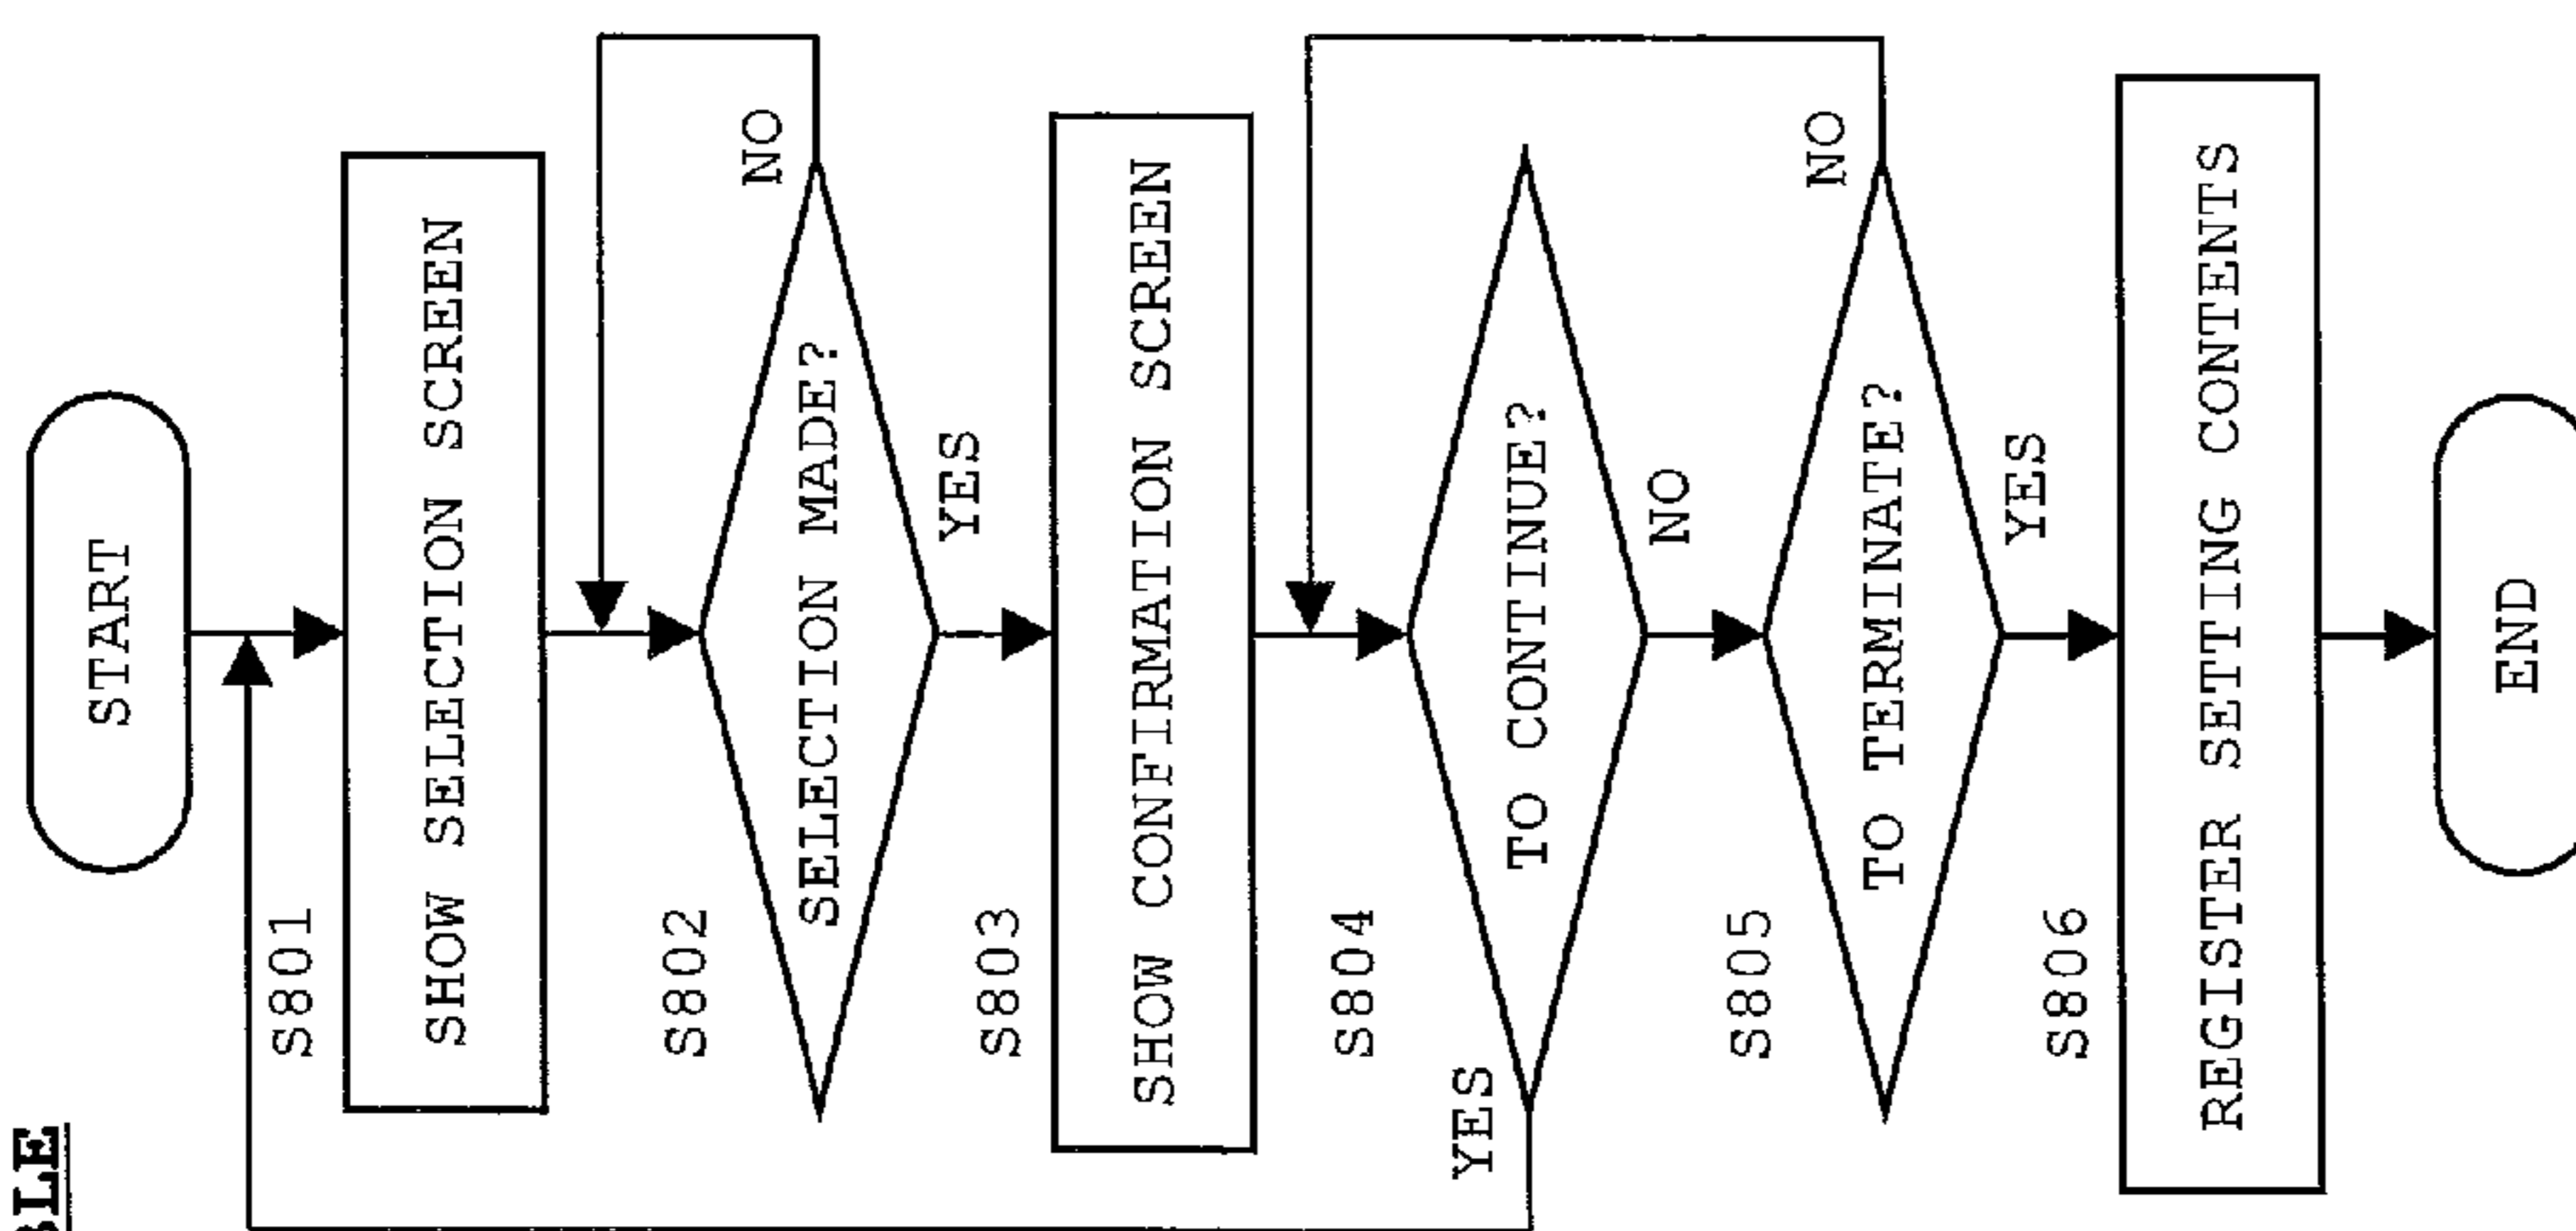 START
S801
SHOW SELECTION SCREEN
S802
SELECTION MADE?
NO
YES
S803
SHOW CONFIRMATION SCREEN
S804
TO CONTINUE?
YES
NO
S805
TO TERMINATE?
NO
YES
S806
REGISTER SETTING CONTENTS
END